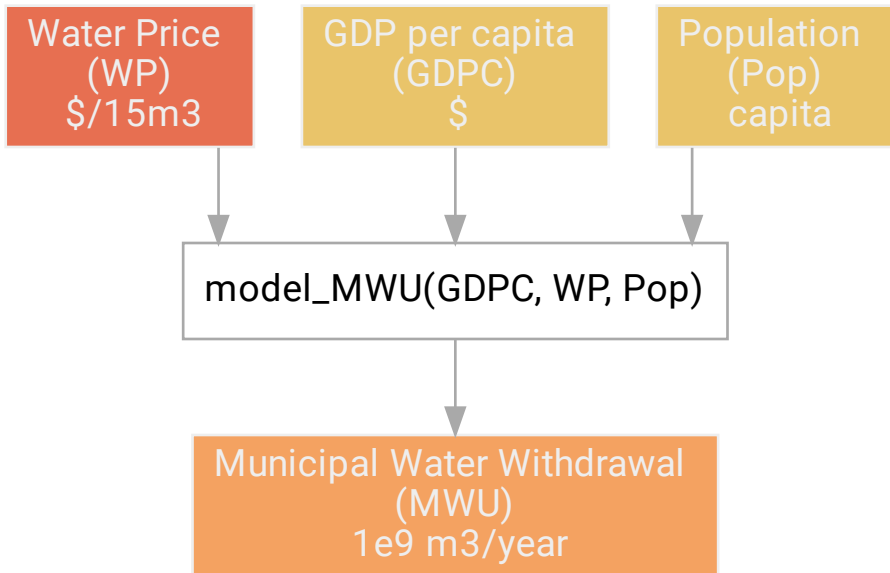 Water Price
(WP)
$/15m3
GDP per capita
(GDPC)
$
Population
(Pop)
capita
model_MWU(GDPC, WP, Pop)
Municipal Water Withdrawal
(MWU)
1e9 m3/year